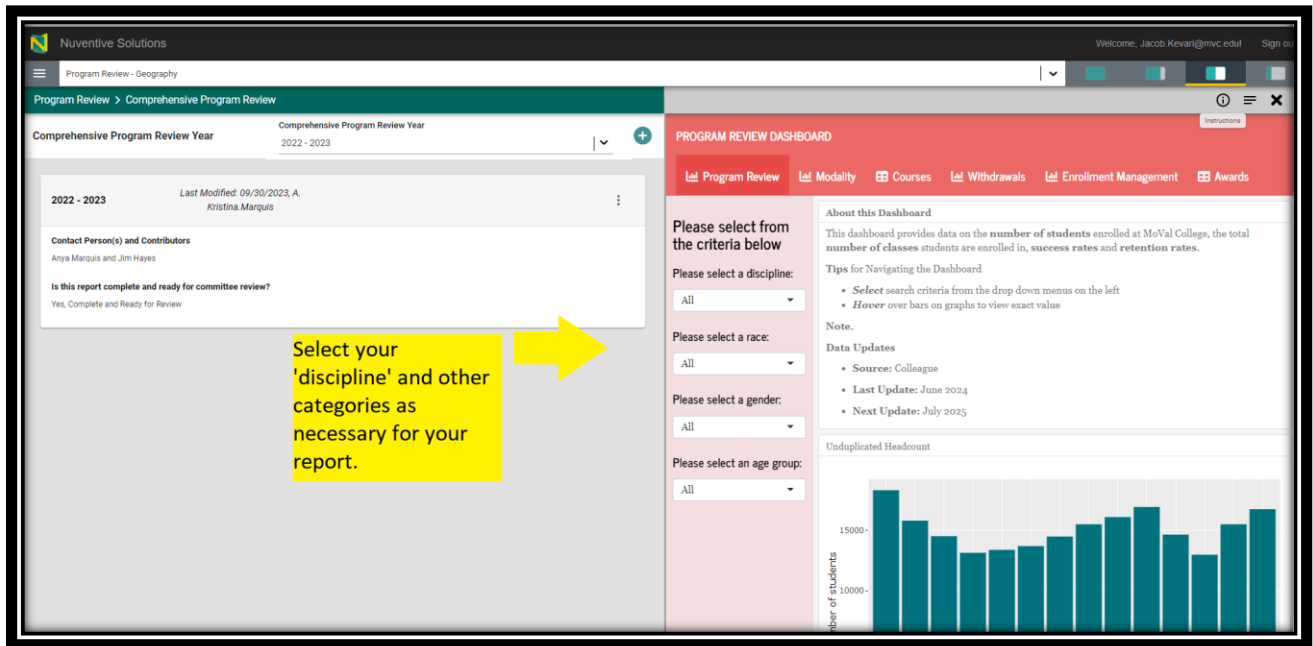 Nuventive Solutions
Welcome, Jacob.Kevari@mvc.edu!
Sign ou
Program Review - Geography
Program Review > Comprehensive Program Review
Instructions
Comprehensive Program Review Year
Comprehensive Program Review Year
2022 - 2023
2022 - 2023
Last Modified: 09/30/2023, A.
Kristina.Marquis
Contact Person(s) and Contributors
Anya Marquis and Jim Hayes
Is this report complete and ready for committee review?
Yes, Complete and Ready for Review
Select your
'discipline' and other
categories as
necessary for your
report.
PROGRAM REVIEW DASHBOARD
Program Review
Modality
Courses
Withdrawals
Enrollment Management
Awards
Please select from
the criteria below
Please select a discipline:
All
Please select a race:
All
Please select a gender:
All
Please select an age group:
All
About this Dashboard
This dashboard provides data on the number of students enrolled at MoVal College, the total
number of classes students are enrolled in, success rates and retention rates.
Tips for Navigating the Dashboard
• Select search criteria from the drop down menus on the left
• Hover over bars on graphs to view exact value
Note.
Data Updates
• Source: Colleague
• Last Update: June 2024
• Next Update: July 2025
Unduplicated Headcount
15000
10000
mber of students